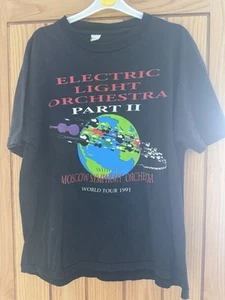 ELECTRIC
LIGHT
ORCHESTRA
PART II
MOSCOW SYMPHONY ORCHESTRA
WORLD TOUR 1991